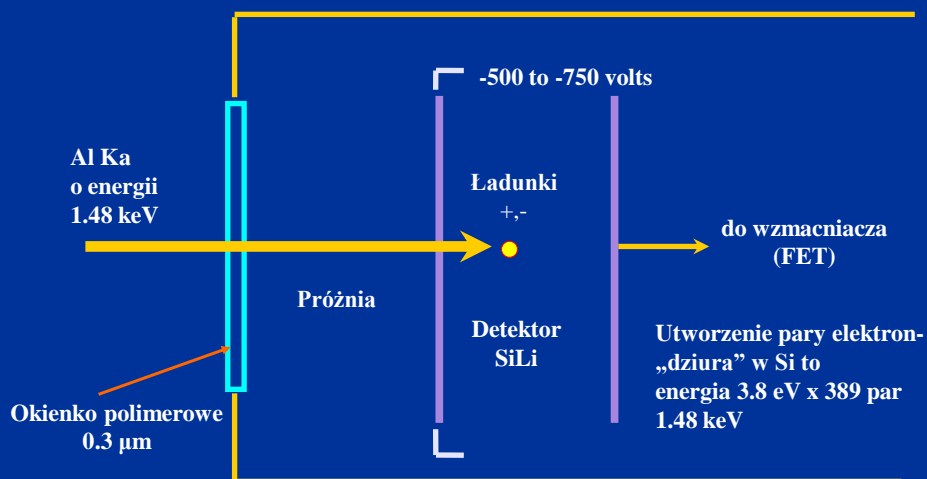 -500 to -750 volts
Al Ka
o energii
1.48 keV
Ładunki
+,-
do wzmacniacza
(FET)
Próżnia
Detektor
SiLi
Utworzenie pary elektron-
„dziura” w Si to
energia 3.8 eV x 389 par
1.48 keV
Okienko polimerowe
0.3 μm